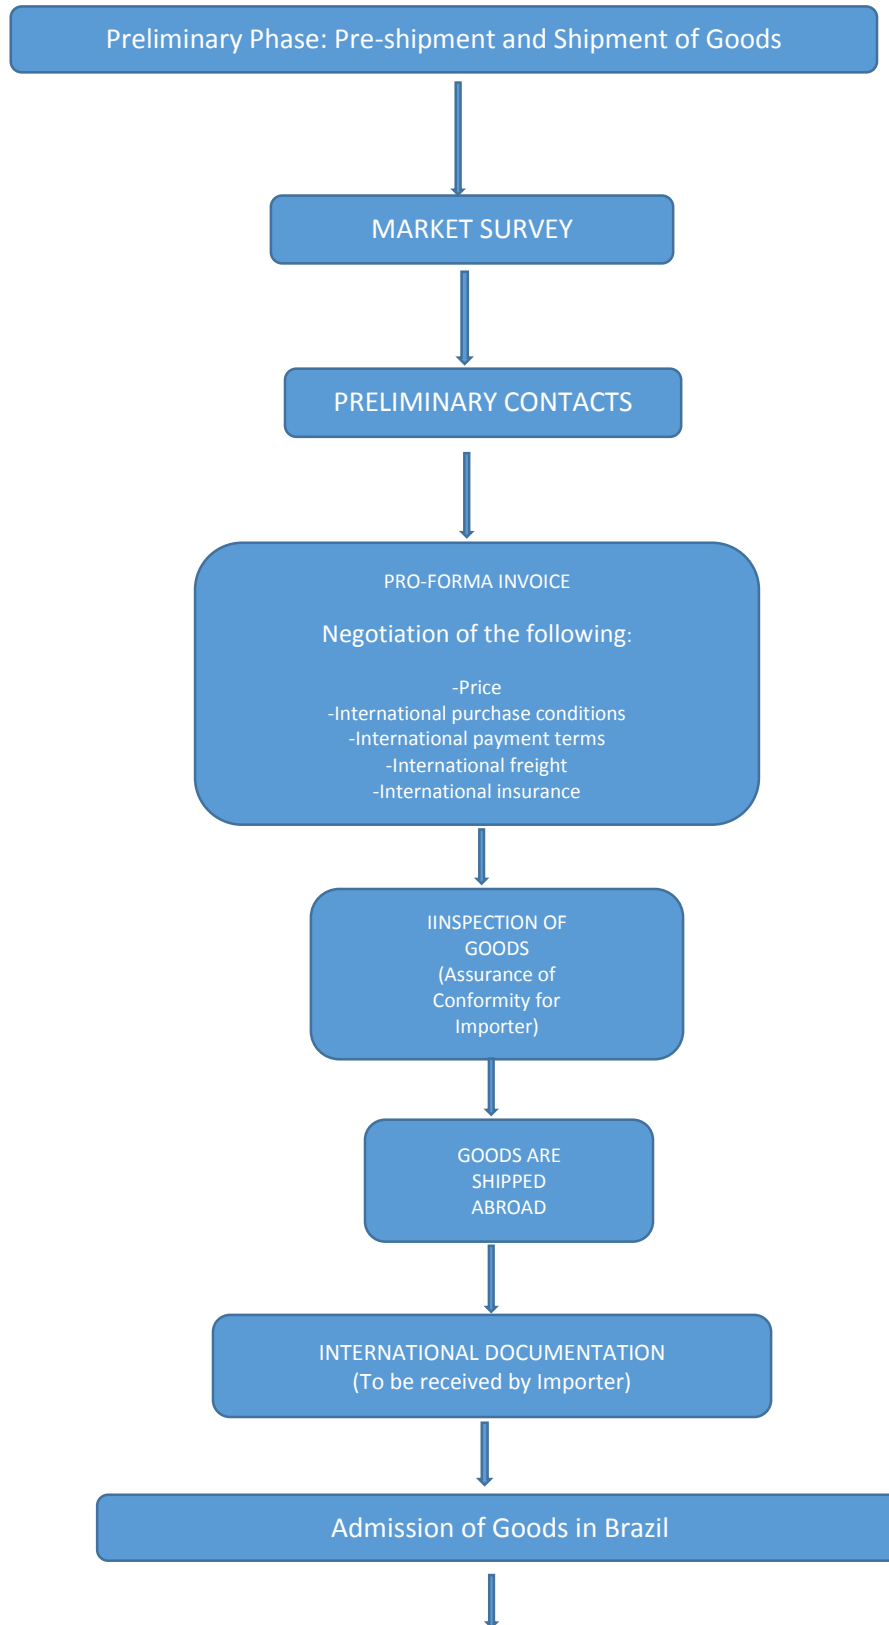 Preliminary Phase: Pre-shipment and Shipment of Goods
MARKET SURVEY
PRELIMINARY CONTACTS
PRO-FORMA INVOICE
Negotiation of the following:
-Price
-International purchase conditions
-International payment terms
-International freight
-International insurance
IINSPECTION OF
GOODS
(Assurance of
Conformity for
Importer)
GOODS ARE
SHIPPED
ABROAD
INTERNATIONAL DOCUMENTATION
(To be received by Importer)
Admission of Goods in Brazil